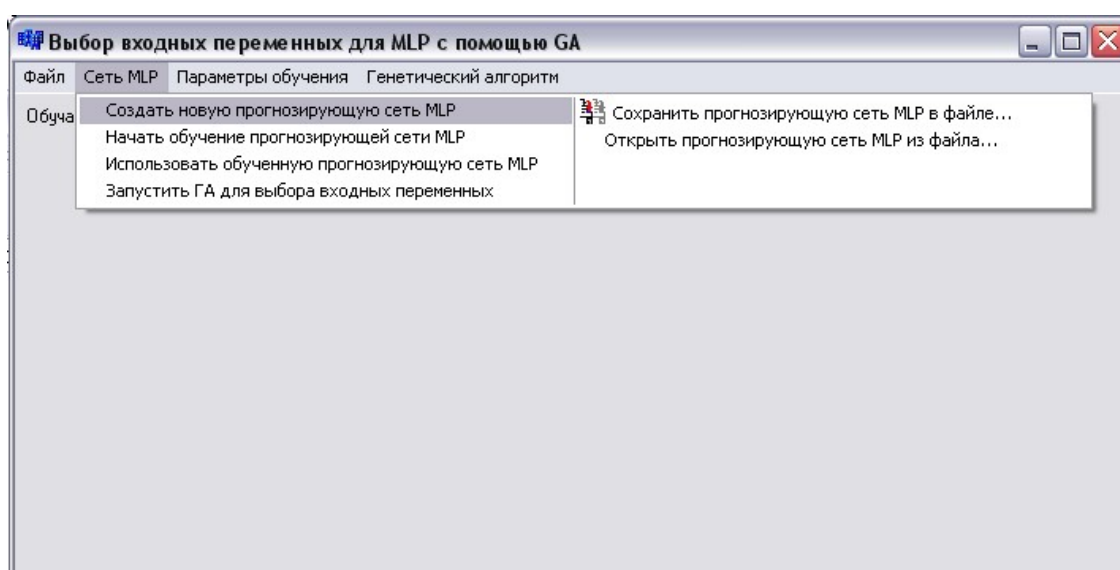 Выбор входных переменных для MLP с помощью GA
Файл Сеть MLP Параметры обучения Генетический алгоритм
Обуча
Создать новую прогнозирующую сеть MLP
Начать обучение прогнозирующей сети MLP
Использовать обученную прогнозирующую сеть MLP
Запустить ГА для выбора входных переменных
Сохранить прогнозирующую сеть MLP в файле...
Открыть прогнозирующую сеть MLP из файла...